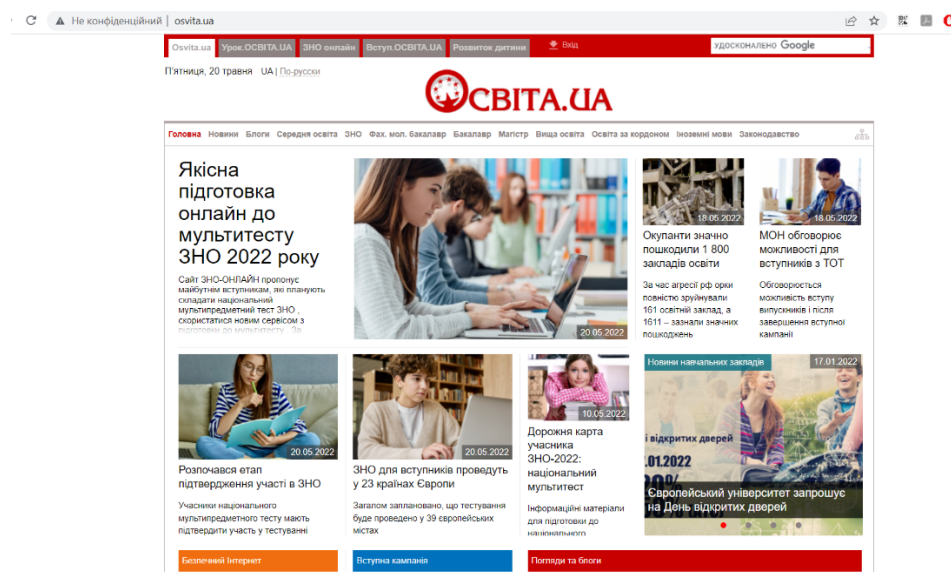 Не конфіденційний | osvita.ua
Osvita.ua Урок.ОСВІТА.UA ЗНО онлайн Вступ.ОСВІТА.UA Розвиток дитини Вхід УДОСКОНАЛЕНО Google
П'ятниця, 20 травня UA | По-русски
ОСВІТА.UA
Головна Новини Блоги Середня освіта ЗНО Фах. мол. бакалавр Бакалавр Магістр Вища освіта Освіта за кордоном Іноземні мови Законодавство
Якісна
підготовка
онлайн до
мультитесту
ЗНО 2022 року
Сайт ЗНО-ОНЛАЙН пропонує
майбутнім вступникам, які планують
складати національний
мультипредметний тест ЗНО ,
скористатися новим сервісом з
підготовки до мультитесту . За
20.05.2022
18.05.2022
Окупанти значно
пошкодили 1 800
закладів освіти
За час агресії рф орки
повністю зруйнували
161 освітній заклад, а
1611 – зазнали значних
пошкоджень
18.05.2022
МОН обговорює
можливості для
вступників з ТОТ
Обговорюється
можливість вступу
випускників і після
завершення вступної
кампанії
20.05.2022
Розпочався етап
підтвердження участі в ЗНО
Учасники національного
мультипредметного тесту мають
підтвердити участь у тестуванні
20.05.2022
ЗНО для вступників проведуть
у 23 країнах Європи
Загалом заплановано, що тестування
буде проведено у 39 європейських
містах
10.05.2022
Дорожня карта
учасника
ЗНО-2022:
національний
мультитест
Інформаційні матеріали
для підготовки до
національного
Новини навчальних закладів 17.01.2022
і відкритих дверей
.01.2022
Європейський університет запрошує
на День відкритих дверей
Безпечний Інтернет
Вступна кампанія
Погляди та блоги